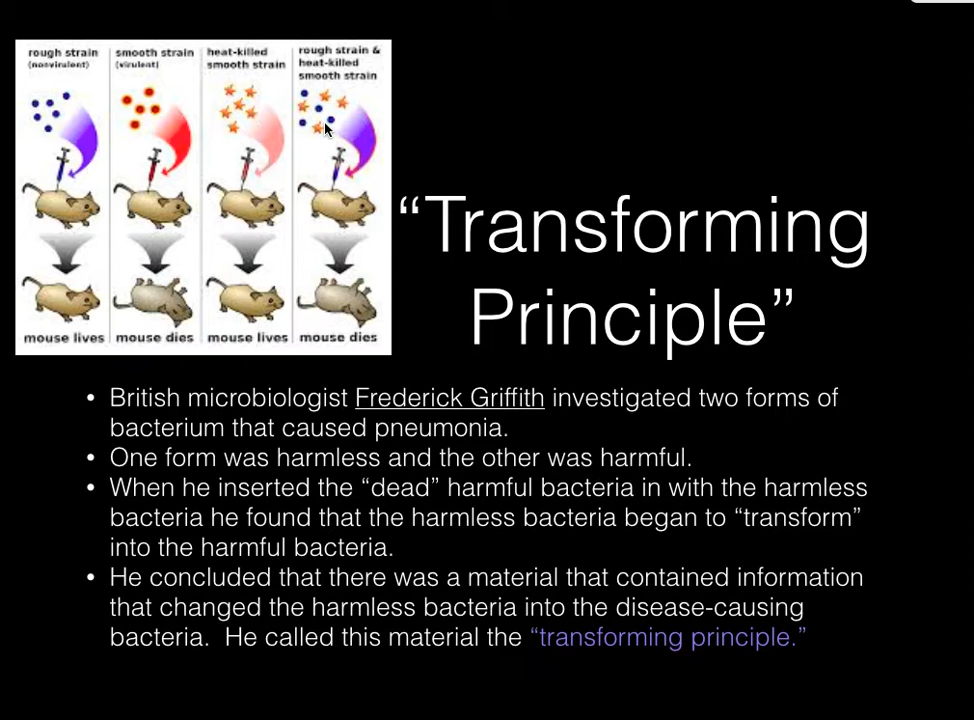 rough strain
(nonvirulent)
smooth strain
(virulent)
heat-killed
smooth strain
rough strain &
heat-killed
smooth strain
mouse lives
mouse dies
mouse lives
mouse dies
“Transforming
Principle”
• British microbiologist Frederick Griffith investigated two forms of
bacterium that caused pneumonia.
• One form was harmless and the other was harmful.
• When he inserted the “dead” harmful bacteria in with the harmless
bacteria he found that the harmless bacteria began to “transform”
into the harmful bacteria.
• He concluded that there was a material that contained information
that changed the harmless bacteria into the disease-causing
bacteria.  He called this material the “transforming principle.”